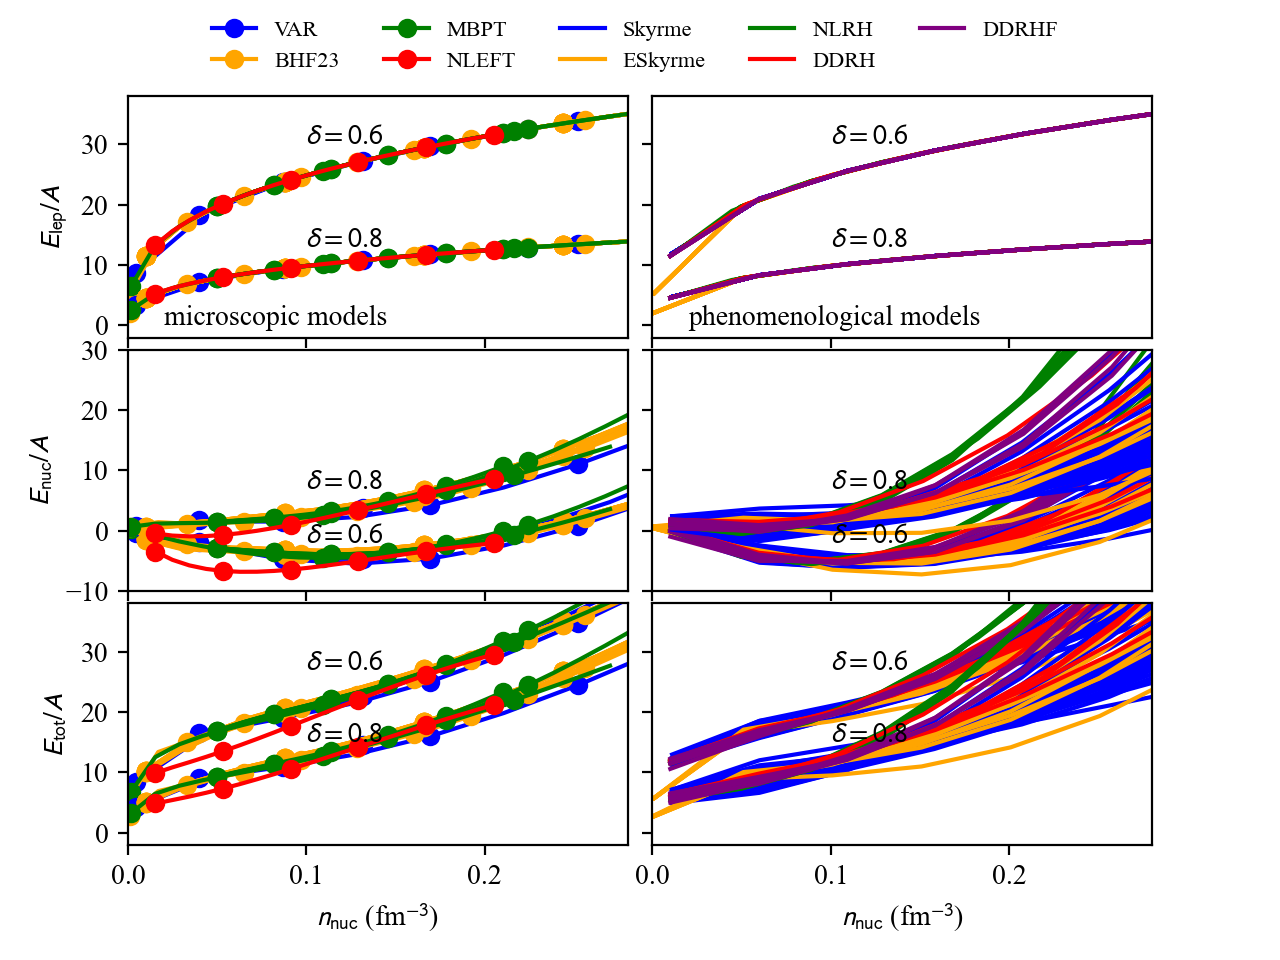 VAR MBPT Skyrme NLRH DDRHF
BHF23 NLEFT ESkyrme DDRH
E_lep/A
30
20
10
0
δ = 0.6
δ = 0.8
microscopic models
δ = 0.6
δ = 0.8
phenomenological models
E_nuc/A
30
20
10
0
−10
δ = 0.8
δ = 0.6
δ = 0.8
δ = 0.6
E_tot/A
30
20
10
0
δ = 0.6
δ = 0.8
δ = 0.6
δ = 0.8
0.0 0.1 0.2
0.0 0.1 0.2
n_nuc (fm⁻³)
n_nuc (fm⁻³)